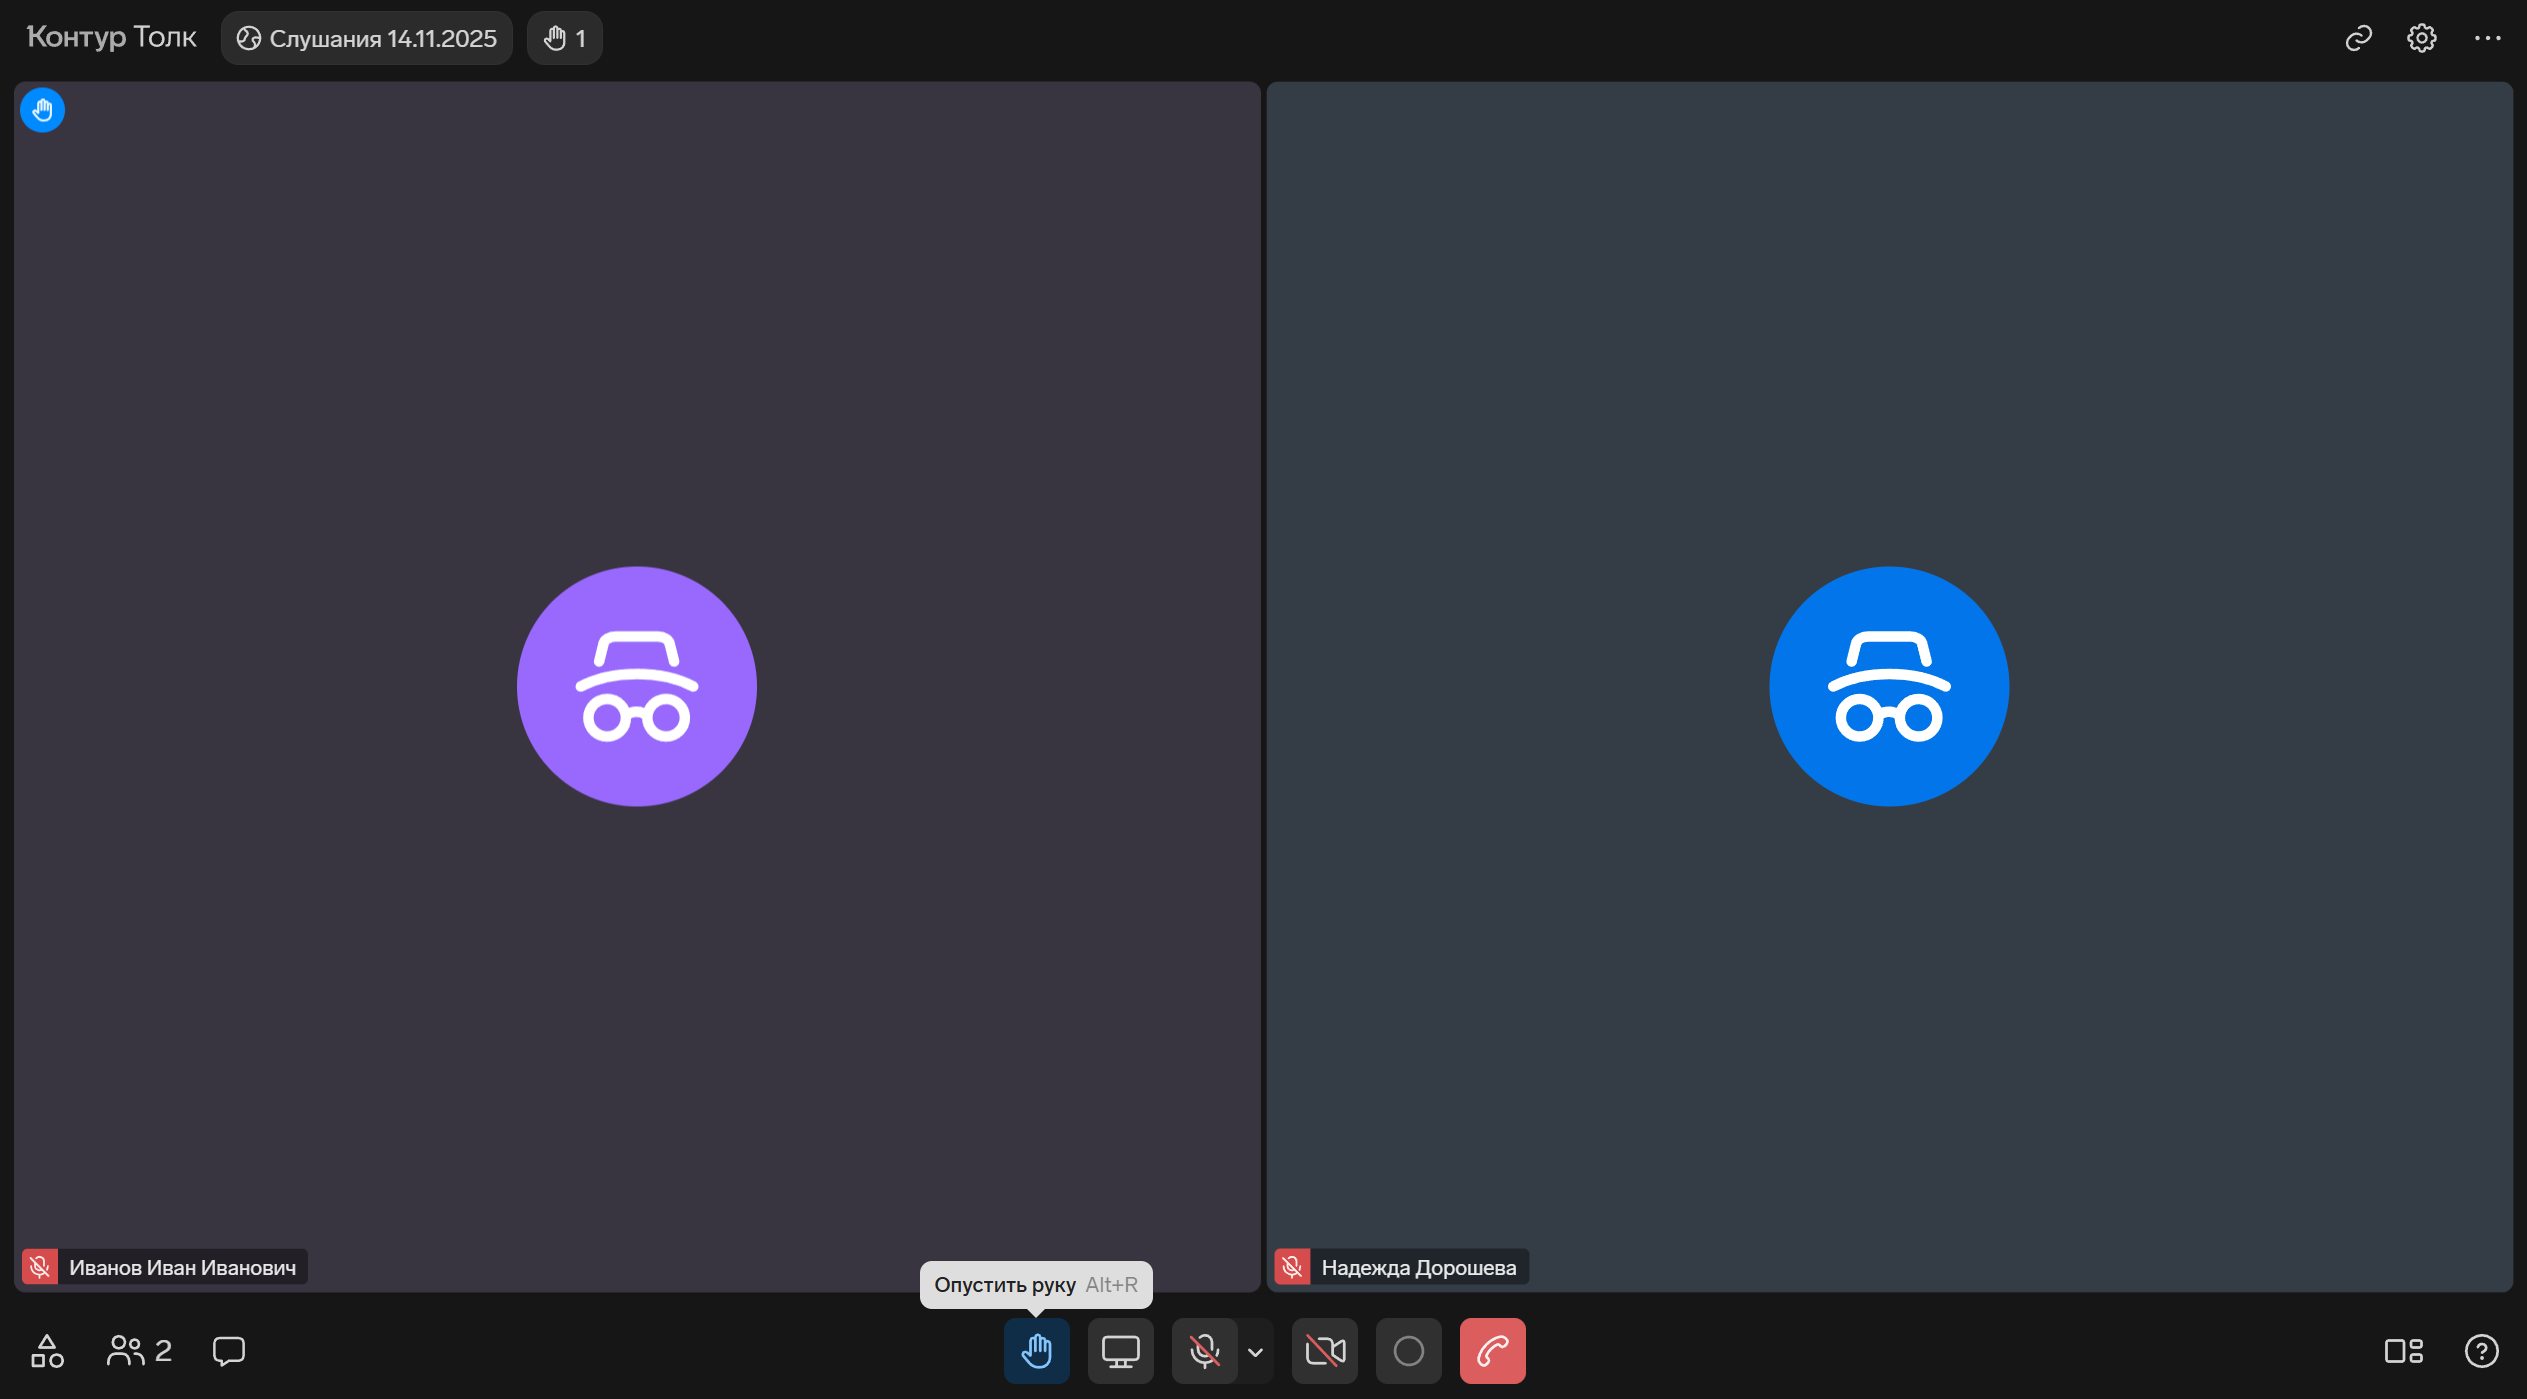 Контур Толк
Слушания 14.11.2025
1
Иванов Иван Иванович
Надежда Дорошева
Опустить руку Alt+R
2
?